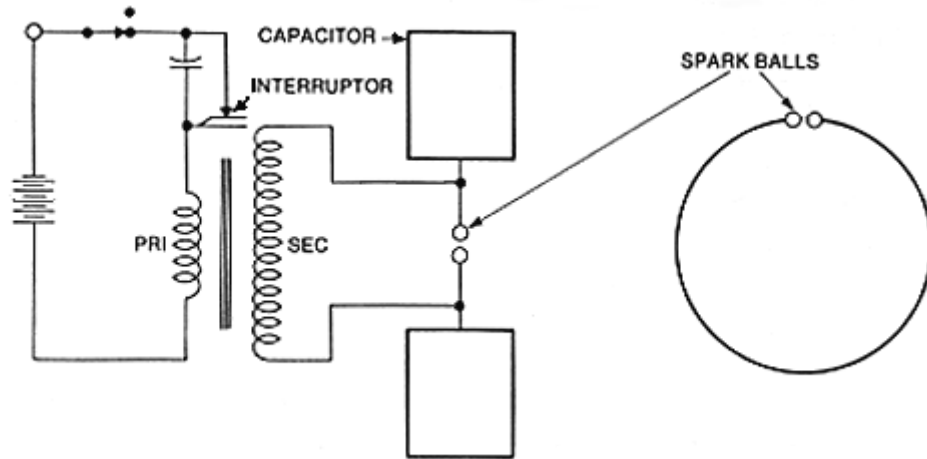 CAPACITOR
SPARK BALLS
INTERRUPTOR
PRI
SEC